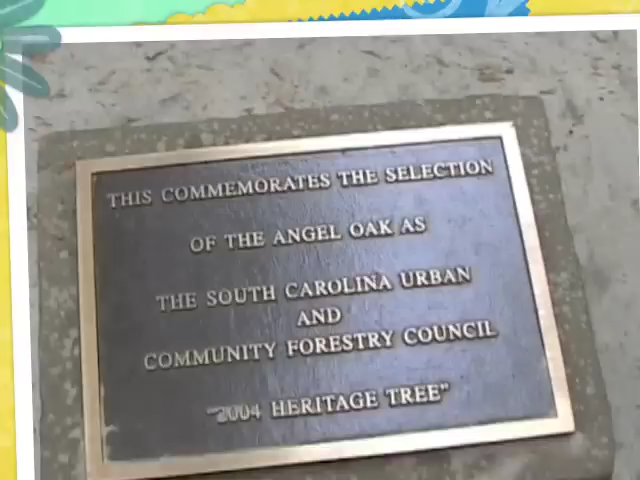 THIS COMMEMORATES THE SELECTION
OF THE ANGEL OAK AS
THE SOUTH CAROLINA URBAN
AND
COMMUNITY FORESTRY COUNCIL
"2004 HERITAGE TREE"